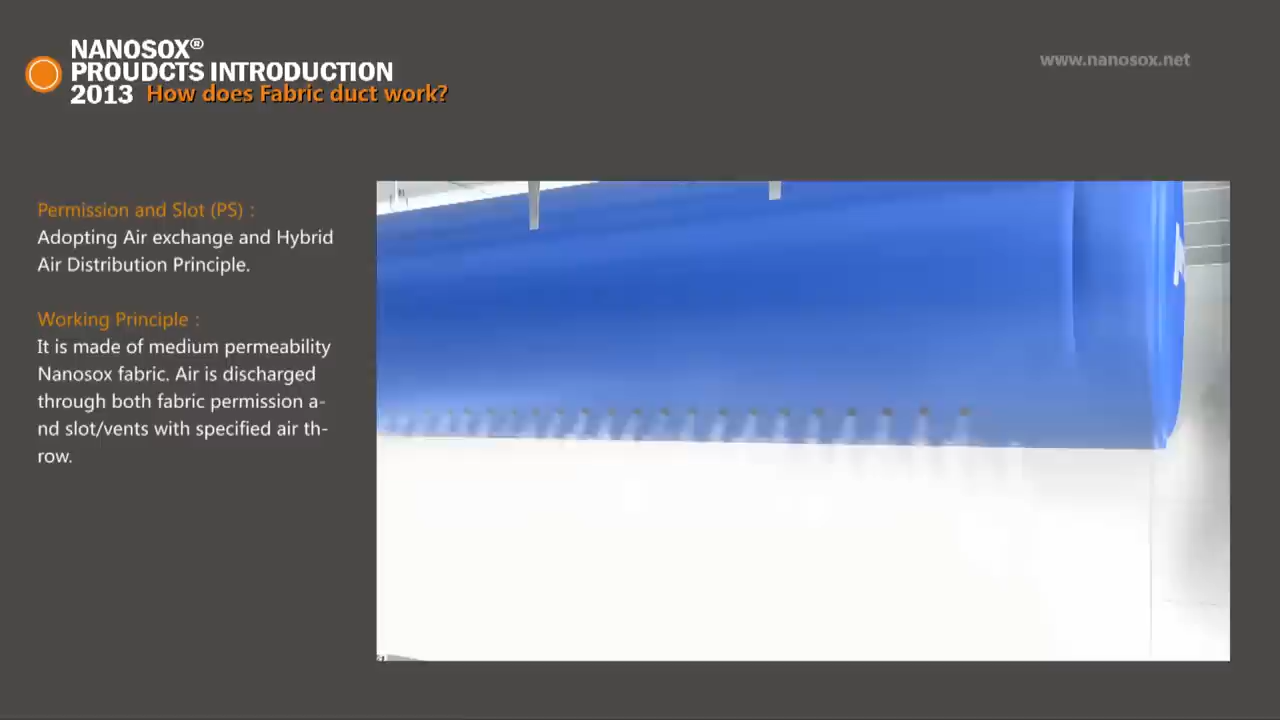 NANOSOX®
PROUDCTS INTRODUCTION
2013 How does Fabric duct work?
www.nanosox.net
Permission and Slot (PS) :
Adopting Air exchange and Hybrid
Air Distribution Principle.
Working Principle :
It is made of medium permeability
Nanosox fabric. Air is discharged
through both fabric permission a-
nd slot/vents with specified air th-
row.